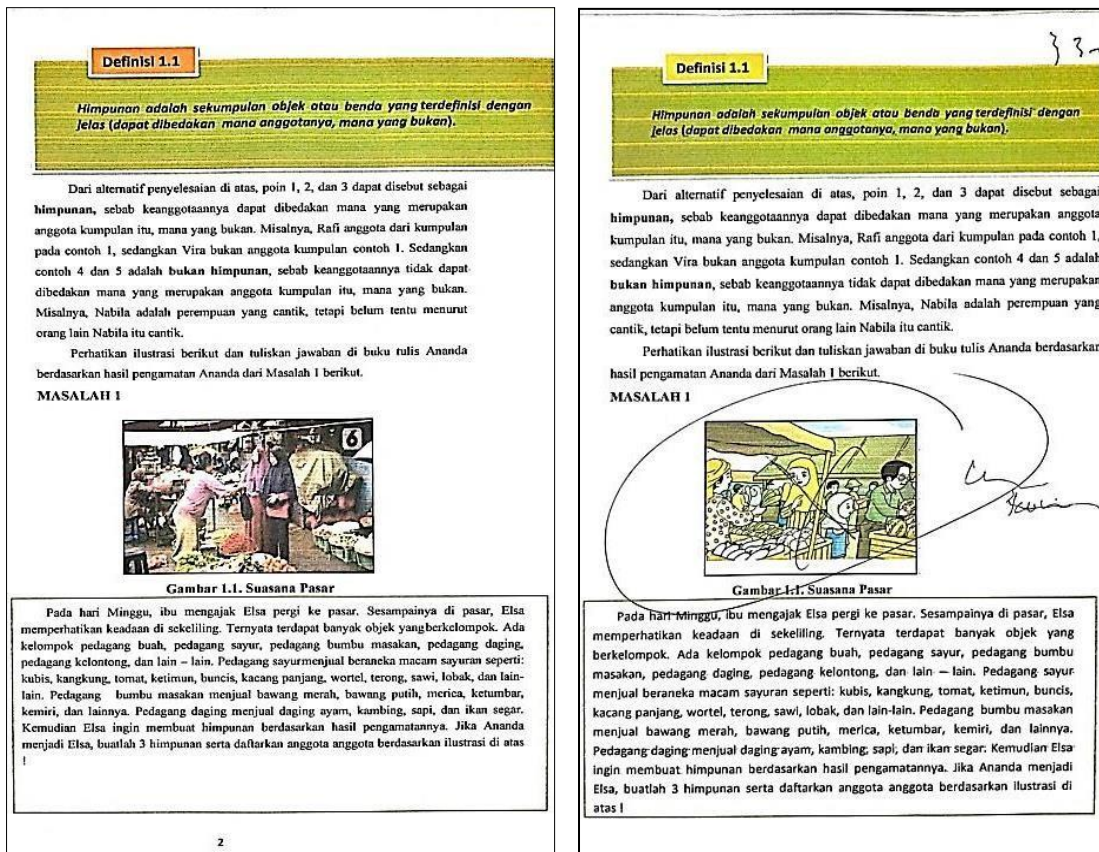 Definisi 1.1
Himpunan adalah sekumpulan objek atau benda yang terdefinisi dengan
jelas (dapat dibedakan mana anggotanya, mana yang bukan).
Dari alternatif penyelesaian di atas, poin 1, 2, dan 3 dapat disebut sebagai
himpunan, sebab keanggotaannya dapat dibedakan mana yang merupakan
anggota kumpulan itu, mana yang bukan. Misalnya, Rafi anggota dari kumpulan
pada contoh 1, sedangkan Vira bukan anggota kumpulan contoh 1. Sedangkan
contoh 4 dan 5 adalah bukan himpunan, sebab keanggotaannya tidak dapat
dibedakan mana yang merupakan anggota kumpulan itu, mana yang bukan.
Misalnya, Nabila adalah perempuan yang cantik, tetapi belum tentu menurut
orang lain Nabila itu cantik.
Perhatikan ilustrasi berikut dan tuliskan jawaban di buku tulis Ananda
berdasarkan hasil pengamatan Ananda dari Masalah 1 berikut.
MASALAH 1
6
Gambar 1.1. Suasana Pasar
Pada hari Minggu, ibu mengajak Elsa pergi ke pasar. Sesampainya di pasar, Elsa
memperhatikan keadaan di sekeliling. Ternyata terdapat banyak objek yangberkelompok. Ada
kelompok pedagang buah, pedagang sayur, pedagang bumbu masakan, pedagang daging,
pedagang kelontong, dan lain – lain. Pedagang sayurmenjual beraneka macam sayuran seperti:
kubis, kangkung, tomat, ketimun, buncis, kacang panjang, wortel, terong, sawi, lobak, dan lain-
lain. Pedagang bumbu masakan menjual bawang merah, bawang putih, merica, ketumbar,
kemiri, dan lainnya. Pedagang daging menjual daging ayam, kambing, sapi, dan ikan segar.
Kemudian Elsa ingin membuat himpunan berdasarkan hasil pengamatannya. Jika Ananda
menjadi Elsa, buatlah 3 himpunan serta daftarkan anggota anggota berdasarkan ilustrasi di atas
!
2
Definisi 1.1
Himpunan adalah sekumpulan objek atau benda yang terdefinisi dengan
jelas (dapat dibedakan mana anggotanya, mana yang bukan).
Dari alternatif penyelesaian di atas, poin 1, 2, dan 3 dapat disebut sebagai
himpunan, sebab keanggotaannya dapat dibedakan mana yang merupakan anggota
kumpulan itu, mana yang bukan. Misalnya, Rafi anggota dari kumpulan pada contoh 1,
sedangkan Vira bukan anggota kumpulan contoh 1. Sedangkan contoh 4 dan 5 adalah
bukan himpunan, sebab keanggotaannya tidak dapat dibedakan mana yang merupakan
anggota kumpulan itu, mana yang bukan. Misalnya, Nabila adalah perempuan yang
cantik, tetapi belum tentu menurut orang lain Nabila itu cantik.
Perhatikan ilustrasi berikut dan tuliskan jawaban di buku tulis Ananda berdasarkan
hasil pengamatan Ananda dari Masalah 1 berikut.
MASALAH 1
Gambar 1.1. Suasana Pasar
Pada hari Minggu, ibu mengajak Elsa pergi ke pasar. Sesampainya di pasar, Elsa
memperhatikan keadaan di sekeliling. Ternyata terdapat banyak objek yang
berkelompok. Ada kelompok pedagang buah, pedagang sayur, pedagang bumbu
masakan, pedagang daging, pedagang kelontong, dan lain – lain. Pedagang sayur
menjual beraneka macam sayuran seperti: kubis, kangkung, tomat, ketimun, buncis,
kacang panjang, wortel, terong, sawi, lobak, dan lain-lain. Pedagang bumbu masakan
menjual bawang merah, bawang putih, merica, ketumbar, kemiri, dan lainnya.
Pedagang daging menjual daging ayam, kambing, sapi, dan ikan segar. Kemudian Elsa
ingin membuat himpunan berdasarkan hasil pengamatannya. Jika Ananda menjadi
Elsa, buatlah 3 himpunan serta daftarkan anggota anggota berdasarkan ilustrasi di
atas !